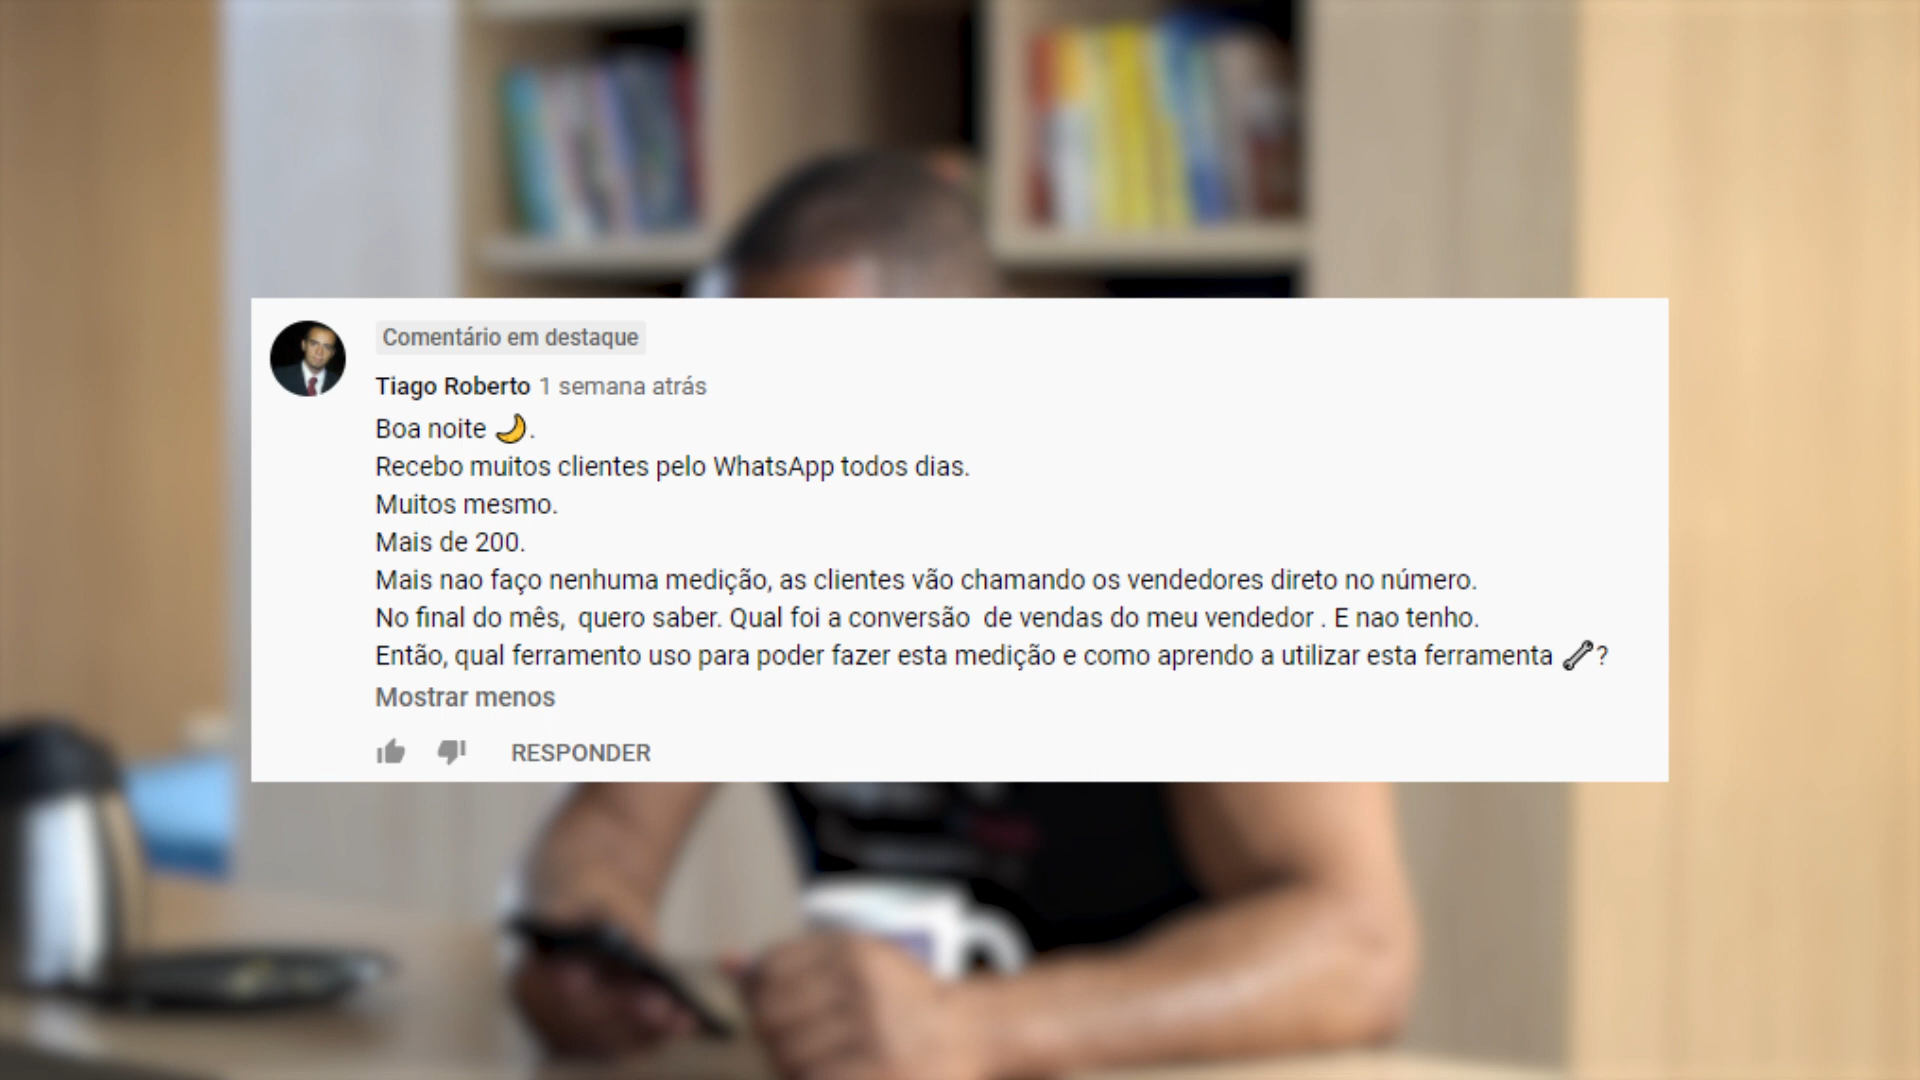 Comentário em destaque
Tiago Roberto 1 semana atrás
Boa noite 🌙.
Recebo muitos clientes pelo WhatsApp todos dias.
Muitos mesmo.
Mais de 200.
Mais nao faço nenhuma medição, as clientes vão chamando os vendedores direto no número.
No final do mês,  quero saber. Qual foi a conversão  de vendas do meu vendedor . E nao tenho.
Então, qual ferramento uso para poder fazer esta medição e como aprendo a utilizar esta ferramenta 🔧?
Mostrar menos
RESPONDER